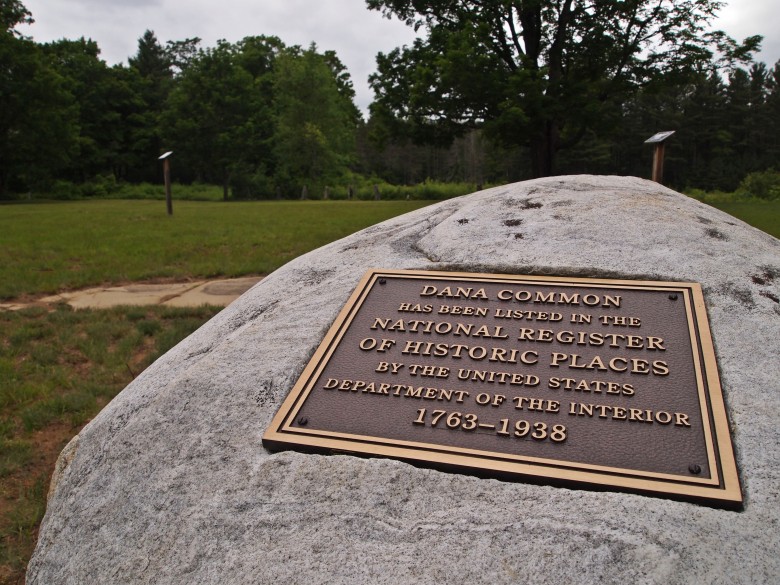 DANA COMMON
HAS BEEN LISTED IN THE
NATIONAL REGISTER
OF HISTORIC PLACES
BY THE UNITED STATES
DEPARTMENT OF THE INTERIOR
1763–1938